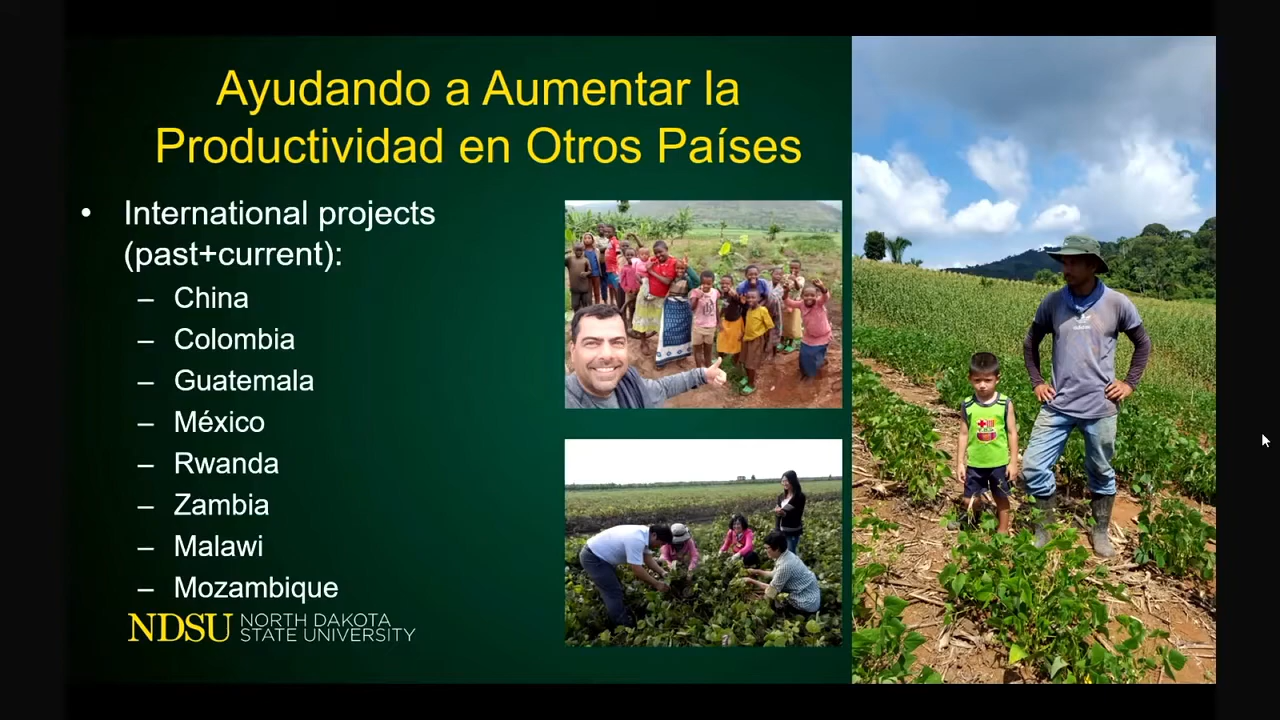 Ayudando a Aumentar la
Productividad en Otros Países
• International projects
(past+current):
– China
– Colombia
– Guatemala
– México
– Rwanda
– Zambia
– Malawi
– Mozambique
NDSU NORTH DAKOTA
STATE UNIVERSITY
adidas